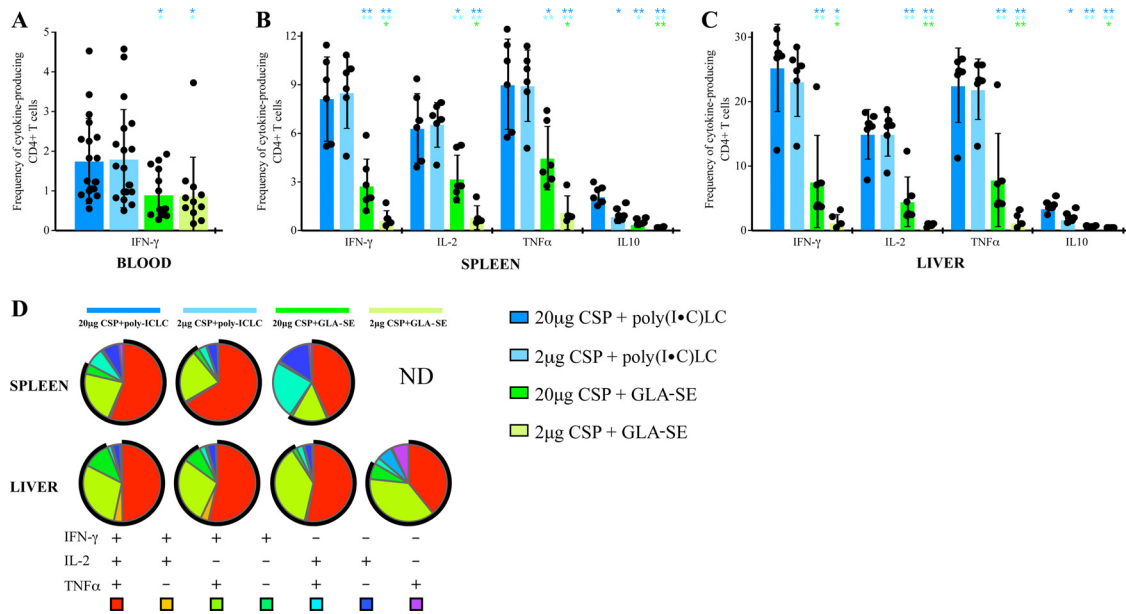 A
Frequency of cytokine-producing
CD4+ T cells
5
4
3
2
1
0
* *
* *
IFN-γ
BLOOD
B
Frequency of cytokine-producing
CD4+ T cells
12
9
6
3
0
** ** * ** * ** * ** **
** ** ** * ** ** * **
* * * **
IFN-γ IL-2 TNFα IL10
SPLEEN
C
Frequency of cytokine-producing
CD4+ T cells
30
20
10
0
IFN-γ IL-2 TNFα IL10
LIVER
D
20µg CSP+poly-ICLC 2µg CSP+poly-ICLC 20µg CSP+GLA-SE 2µg CSP+GLA-SE
SPLEEN
ND
LIVER
IFN-γ + + + + − − −
IL-2 + + − − + + −
TNFα + − + − + − +
20µg CSP + poly(I•C)LC
2µg CSP + poly(I•C)LC
20µg CSP + GLA-SE
2µg CSP + GLA-SE